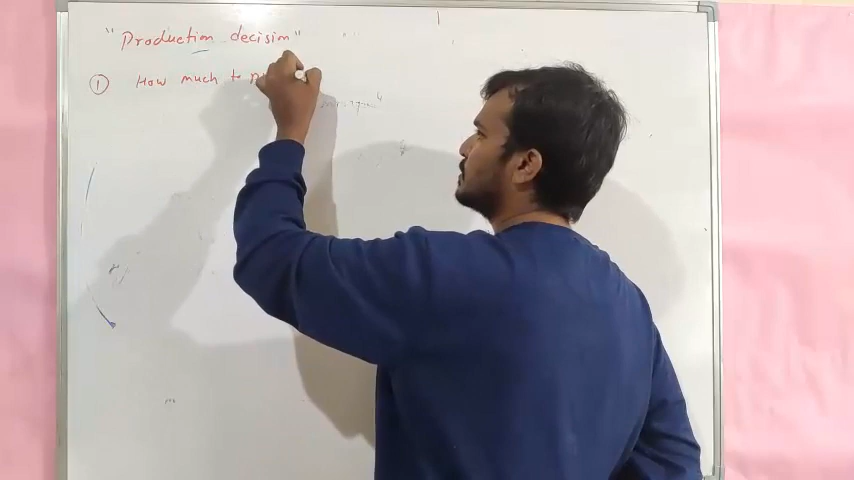 "Production decision"
① How much to